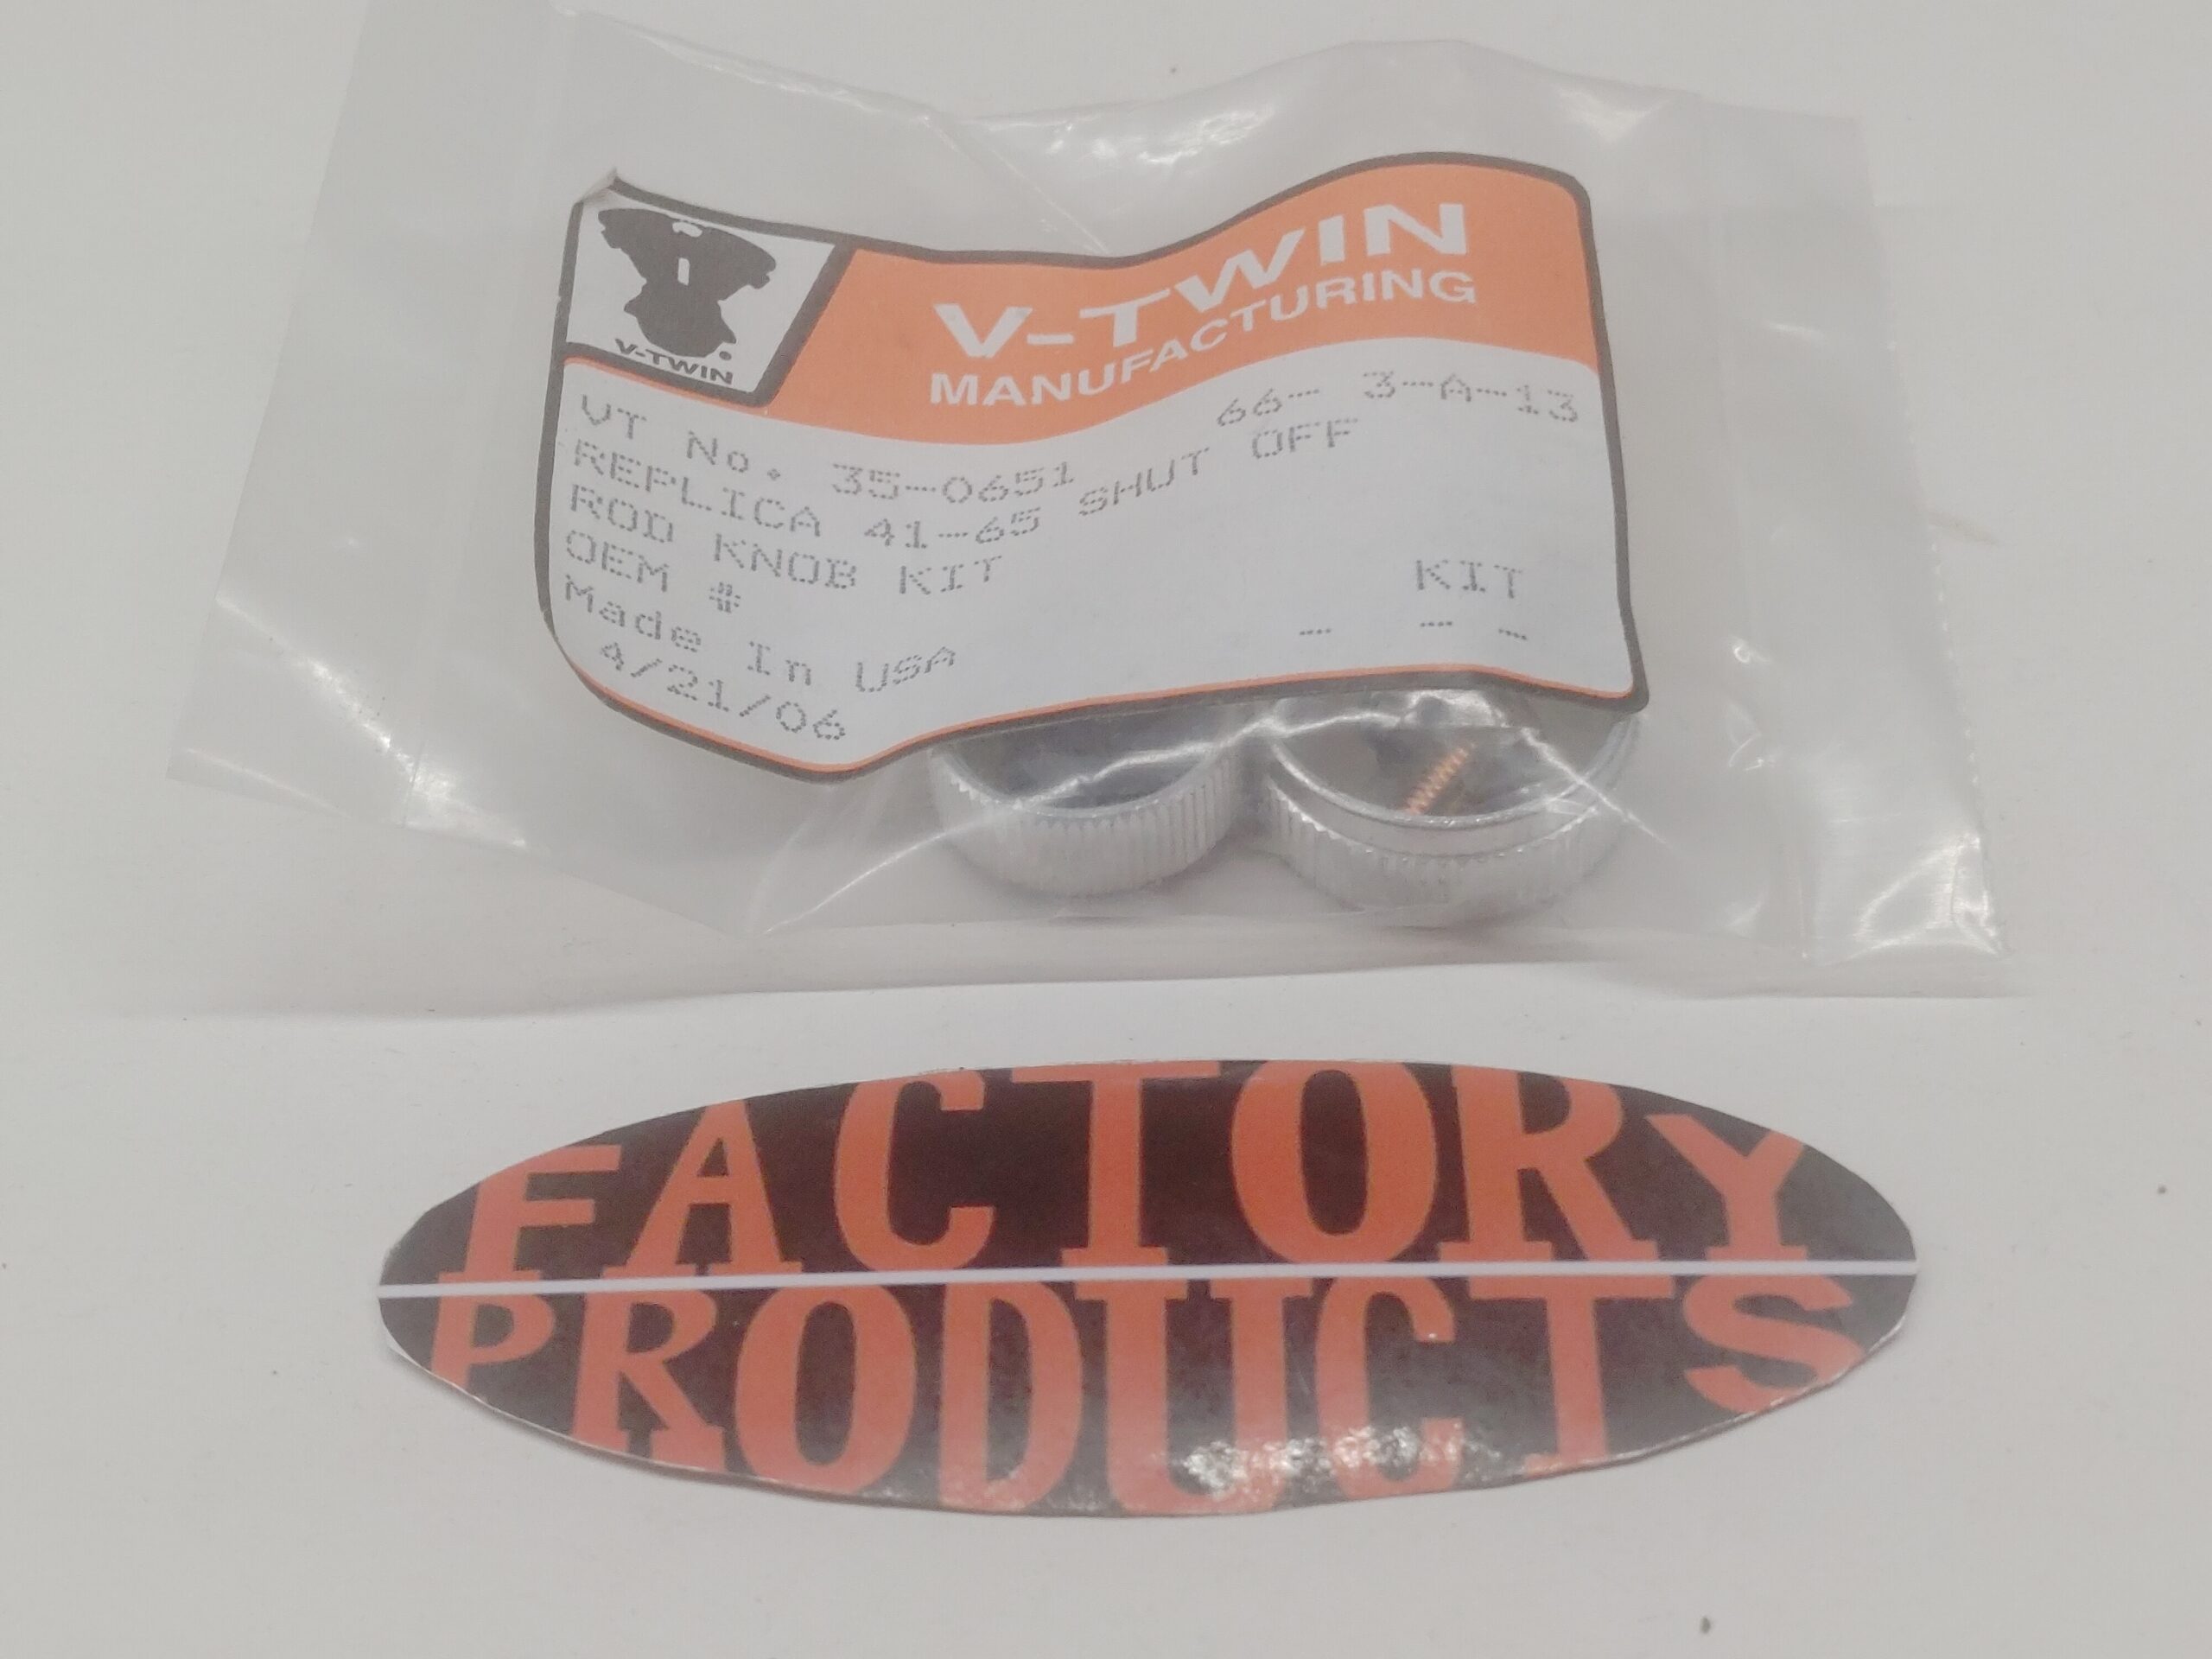 V-TWIN
V-TWIN
MANUFACTURING
66- 3-A-13
VT No. 35-0651
REPLICA 41-65 SHUT OFF
ROD KNOB KIT
OEM #
KIT
Made In USA
- - -
4/21/06
FACTORY
PRODUCTS